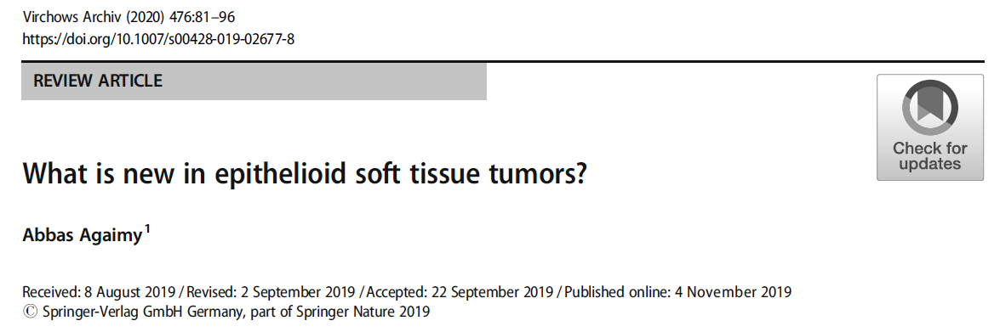 Virchows Archiv (2020) 476:81–96
https://doi.org/10.1007/s00428-019-02677-8
REVIEW ARTICLE
Check for
updates
What is new in epithelioid soft tissue tumors?
Abbas Agaimy1
Received: 8 August 2019 / Revised: 2 September 2019 / Accepted: 22 September 2019 / Published online: 4 November 2019
© Springer-Verlag GmbH Germany, part of Springer Nature 2019